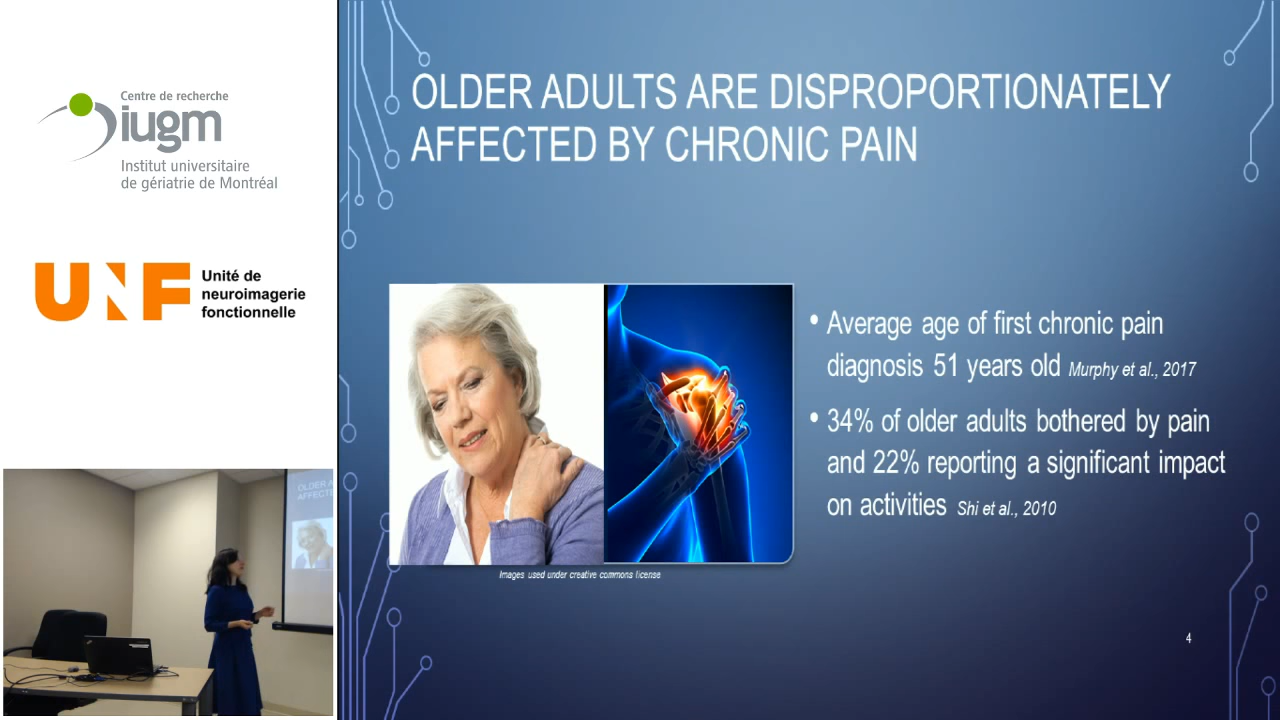 Centre de recherche
iugm
Institut universitaire
de gériatrie de Montréal
UNF
Unité de
neuroimagerie
fonctionnelle
OLDER ADULTS ARE DISPROPORTIONATELY
AFFECTED BY CHRONIC PAIN
• Average age of first chronic pain
diagnosis 51 years old Murphy et al., 2017
• 34% of older adults bothered by pain
and 22% reporting a significant impact
on activities Shi et al., 2010
Images used under creative commons license
4
OLDER A
AFFECTE